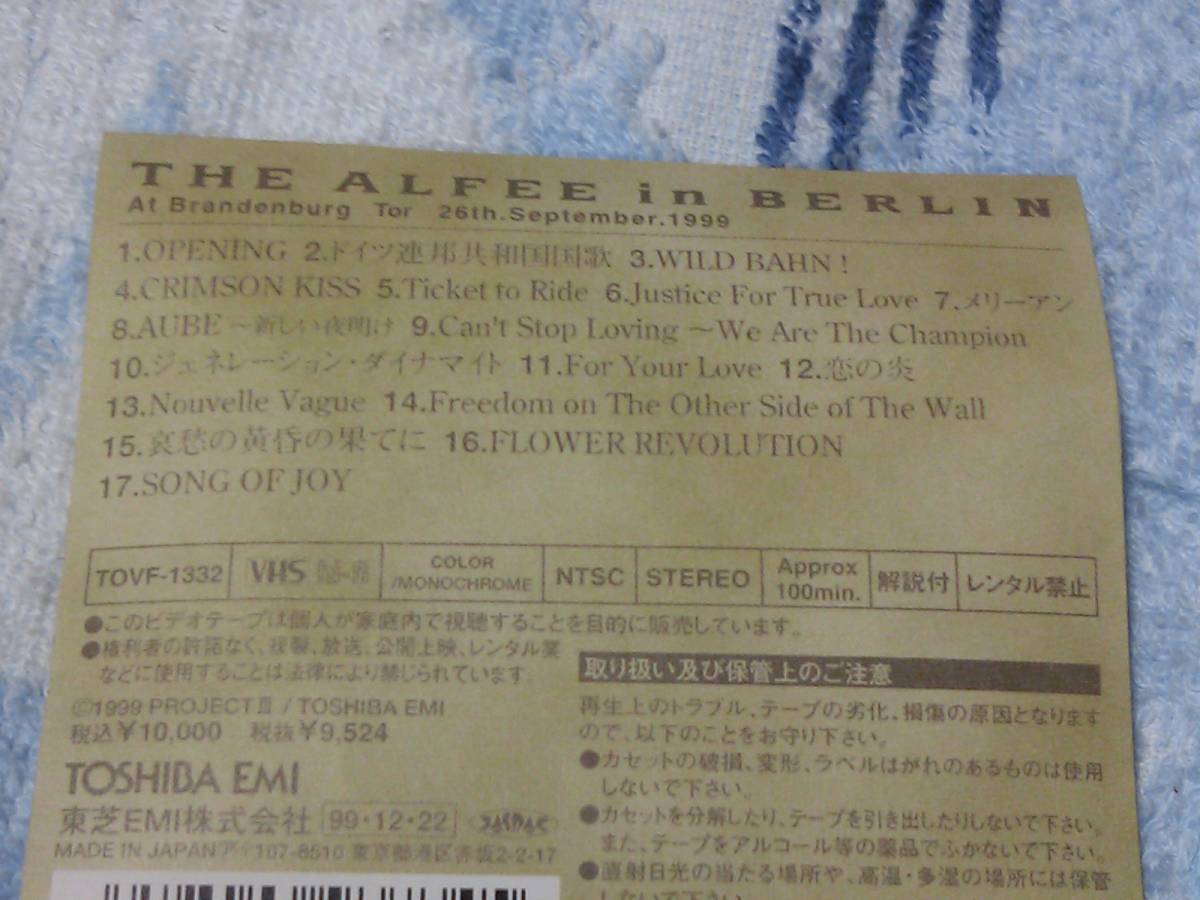 THE ALFEE in BERLIN
At Brandenburg Tor 26th.September.1999
1.OPENING 2.ドイツ連邦共和国国歌 3.WILD BAHN!
4.CRIMSON KISS 5.Ticket to Ride 6.Justice For True Love 7.メリーアン
8.AUBE～新しい夜明け 9.Can't Stop Loving～We Are The Champion
10.ジェネレーション・ダイナマイト 11.For Your Love 12.恋の炎
13.Nouvelle Vague 14.Freedom on The Other Side of The Wall
15.哀愁の黄昏の果てに 16.FLOWER REVOLUTION
17.SONG OF JOY
TOVF-1332 VHS COLOR/MONOCHROME NTSC STEREO Approx 100min. 解説付 レンタル禁止
●このビデオテープは個人が家庭内で視聴することを目的に販売しています。
●権利者の許諾なく、複製、放送、公開上映、レンタル業
などに使用することは法律により禁じられています。
©1999 PROJECTⅢ / TOSHIBA EMI
税込¥10,000 税抜¥9,524
TOSHIBA EMI
東芝EMI株式会社 99・12・22
MADE IN JAPAN 〒107-8510 東京都港区赤坂2-2-17
取り扱い及び保管上のご注意
再生上のトラブル、テープの劣化、損傷の原因となります
ので、以下のことをお守り下さい。
●カセットの破損、変形、ラベルはがれのあるものは使用
しないで下さい。
●カセットを分解したり、テープを引き出したりしないで下さい。
また、テープをアルコール等の薬品でふかないで下さい。
●直射日光の当たる場所や、高温・多湿の場所には保管
しないで下さい。